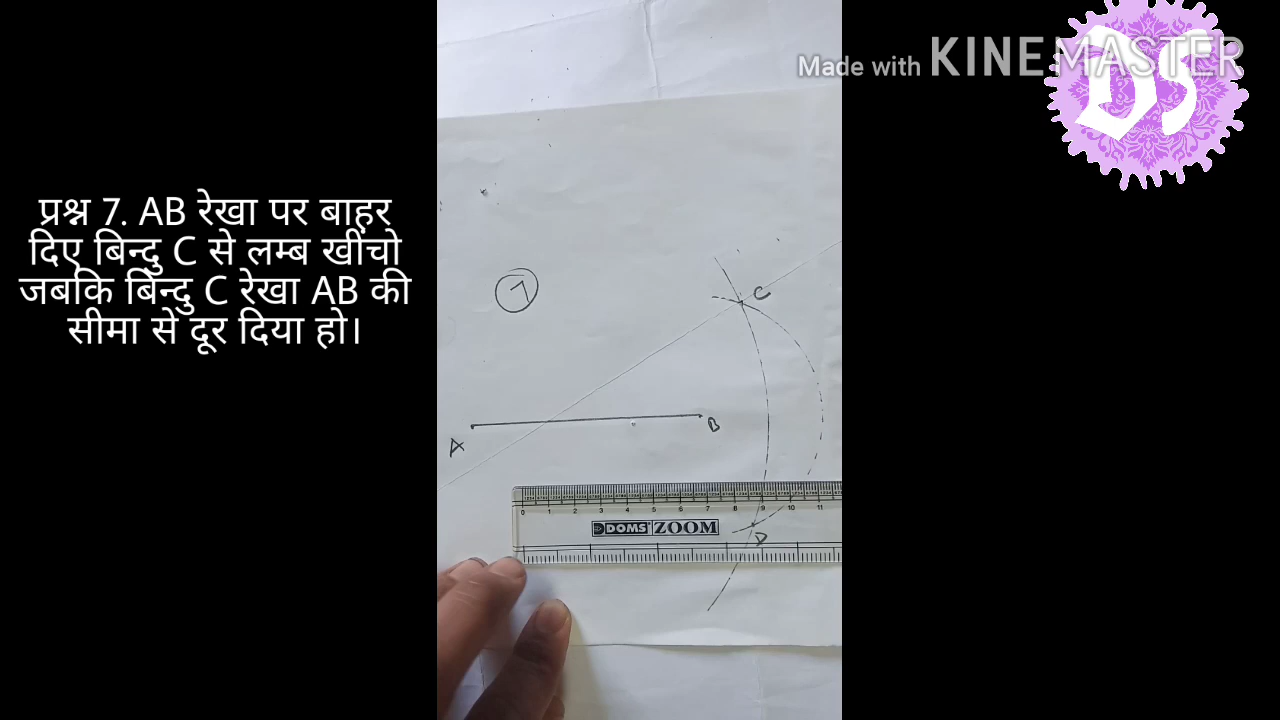 Made with KINEMASTER
DS
प्रश्न 7. AB रेखा पर बाहर
दिए बिन्दु C से लम्ब खींचो
जबकि बिन्दु C रेखा AB की
सीमा से दूर दिया हो।
7
C
A
B
0 1 2 3 4 5 6 7 8 9 10 11
DOMS ZOOM
D